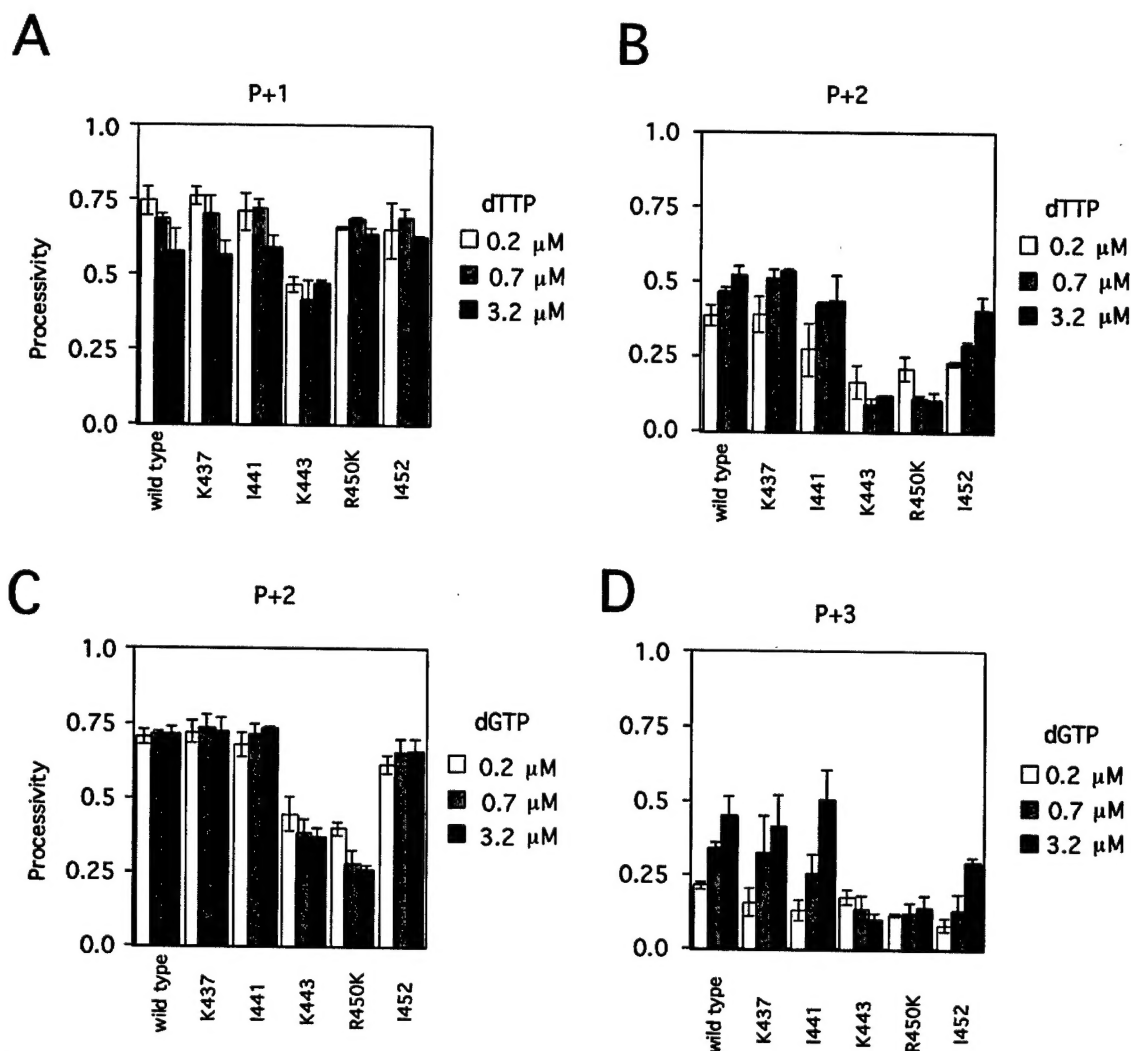 A
P+1
1.0
0.75
0.5
0.25
0.0
Processivity
wild type
K437
I441
K443
R450K
I452
dTTP
0.2 µM
0.7 µM
3.2 µM
B
P+2
1.0
0.75
0.5
0.25
0.0
wild type
K437
I441
K443
R450K
I452
dTTP
0.2 µM
0.7 µM
3.2 µM
C
P+2
1.0
0.75
0.5
0.25
0.0
Processivity
wild type
K437
I441
K443
R450K
I452
dGTP
0.2 µM
0.7 µM
3.2 µM
D
P+3
1.0
0.75
0.5
0.25
0.0
wild type
K437
I441
K443
R450K
I452
dGTP
0.2 µM
0.7 µM
3.2 µM